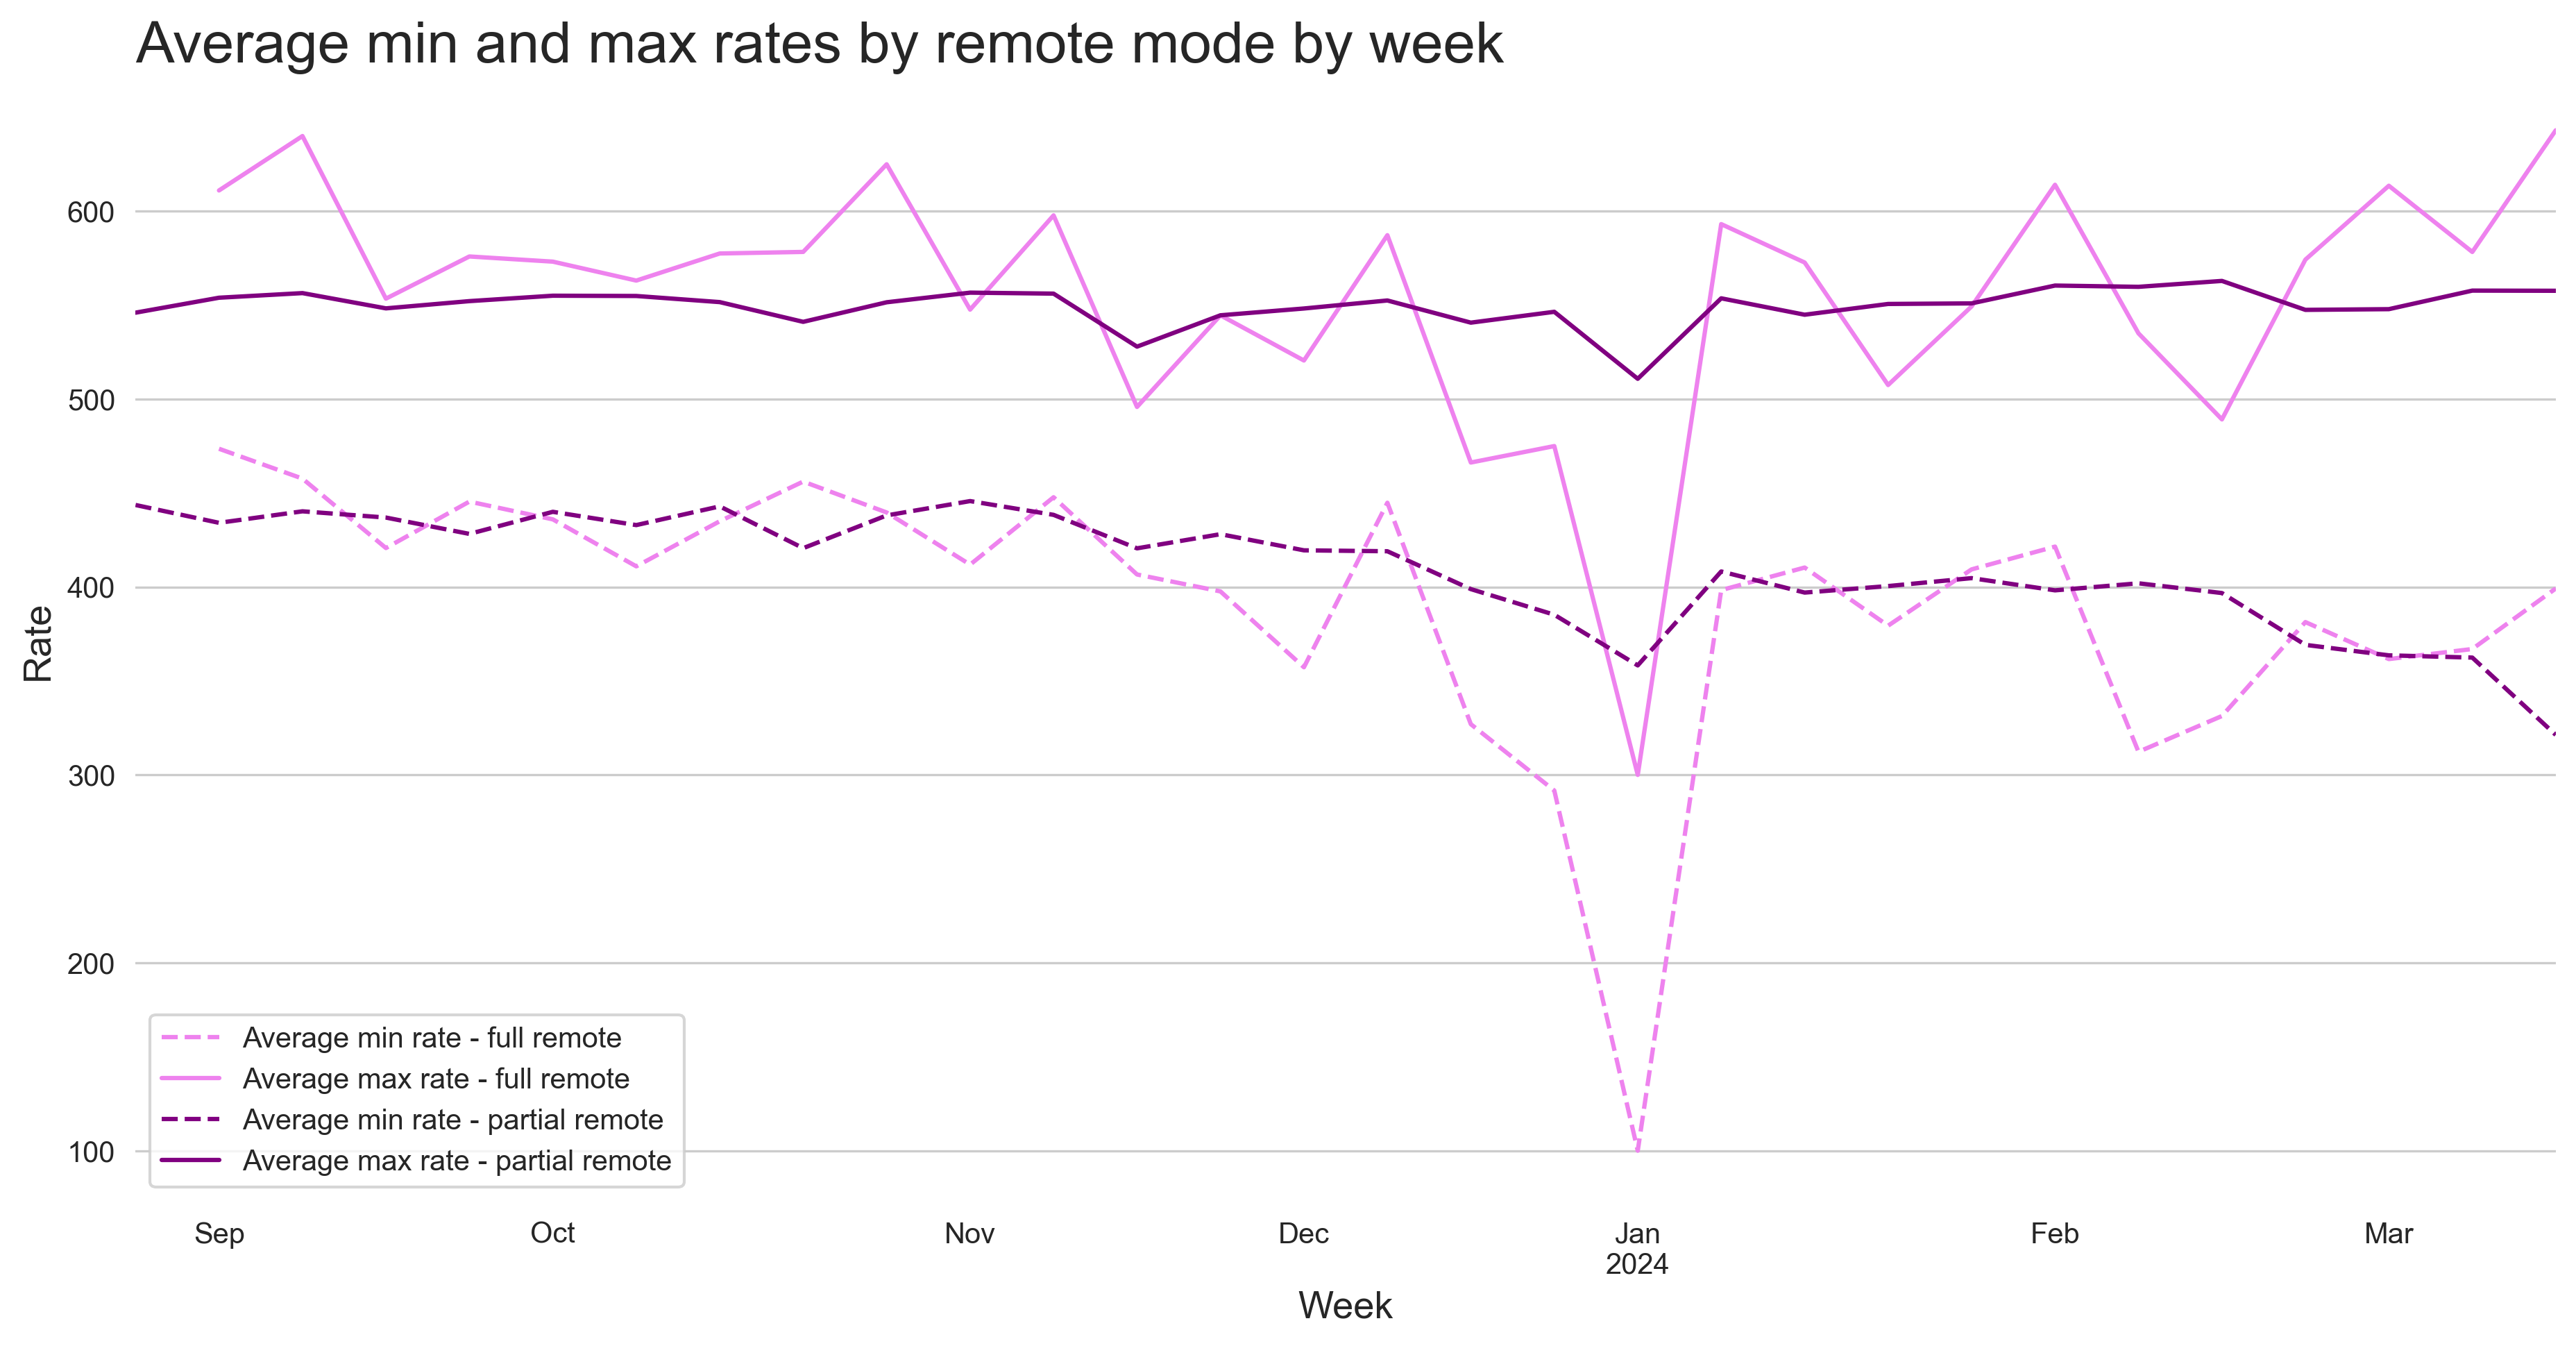 Average min and max rates by remote mode by week
Rate
600
500
400
300
200
100
Average min rate - full remote
Average max rate - full remote
Average min rate - partial remote
Average max rate - partial remote
Sep Oct Nov Dec Jan Feb Mar
2024
Week